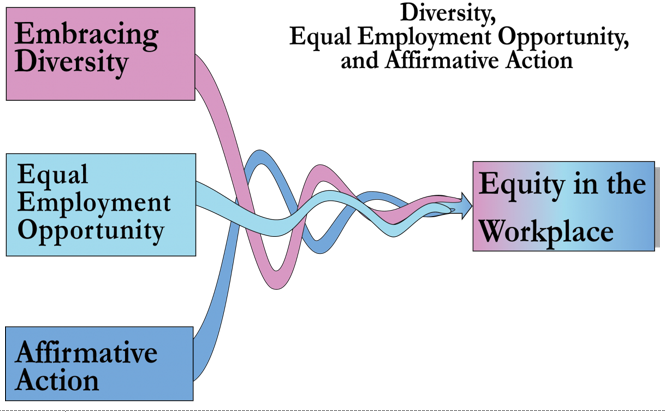 Diversity,
Equal Employment Opportunity,
and Affirmative Action
Embracing
Diversity
Equal
Employment
Opportunity
Affirmative
Action
Equity in the
Workplace